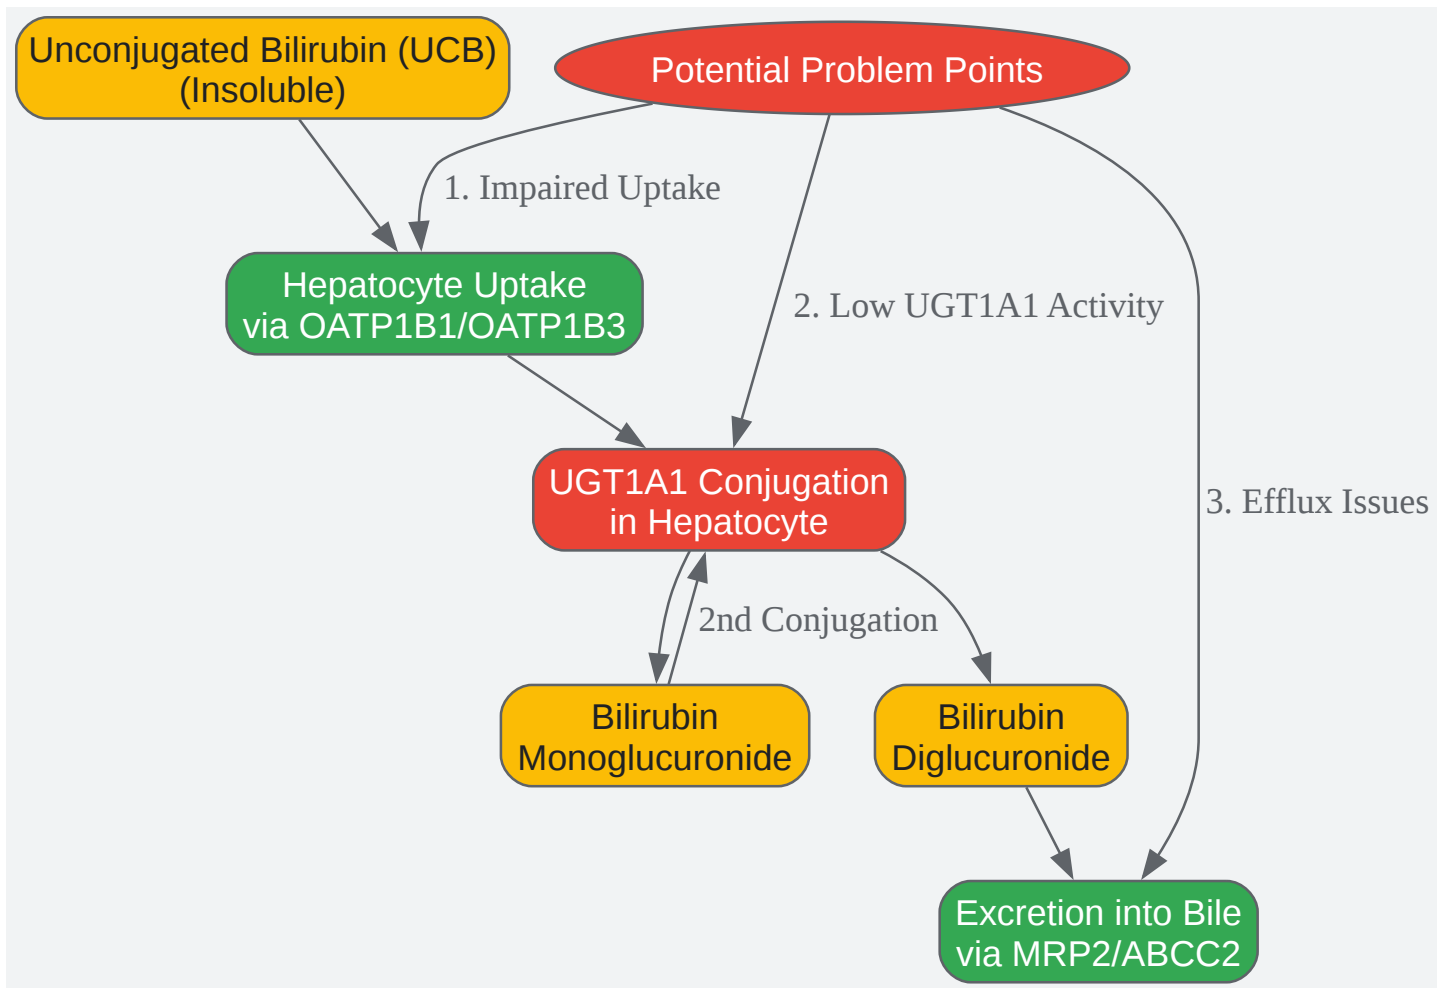 Unconjugated Bilirubin (UCB)
(Insoluble)
Potential Problem Points
1. Impaired Uptake
Hepatocyte Uptake
via OATP1B1/OATP1B3
2. Low UGT1A1 Activity
UGT1A1 Conjugation
in Hepatocyte
3. Efflux Issues
2nd Conjugation
Bilirubin
Monoglucuronide
Bilirubin
Diglucuronide
Excretion into Bile
via MRP2/ABCC2